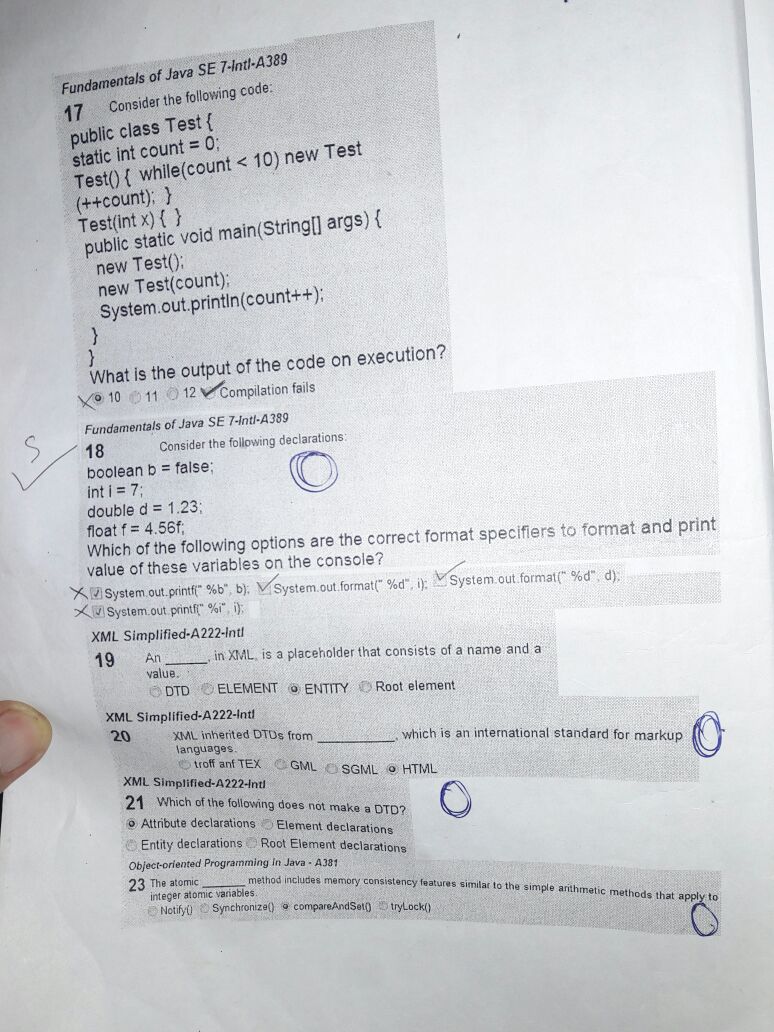 Fundamentals of Java SE 7-Intl-A389
17 Consider the following code:
public class Test {
static int count = 0;
Test() { while(count < 10) new Test
(++count); }
Test(int x) { }
public static void main(String[] args) {
new Test();
new Test(count);
System.out.println(count++);
}
}
What is the output of the code on execution?
10 11 12 Compilation fails
Fundamentals of Java SE 7-Intl-A389
S
18 Consider the following declarations:
boolean b = false;
int i = 7;
double d = 1.23;
float f = 4.56f;
Which of the following options are the correct format specifiers to format and print
value of these variables on the console?
System.out.printf(" %b", b); System.out.format(" %d", i); System.out.format(" %d", d);
System.out.printf(" %i", i);
XML Simplified-A222-Intl
19 An ______, in XML, is a placeholder that consists of a name and a
value.
DTD ELEMENT ENTITY Root element
XML Simplified-A222-Intl
20 XML inherited DTDs from __________, which is an international standard for markup
languages.
troff anf TEX GML SGML HTML
XML Simplified-A222-Intl
21 Which of the following does not make a DTD?
Attribute declarations Element declarations
Entity declarations Root Element declarations
Object-oriented Programming in Java - A381
23 The atomic ______ method includes memory consistency features similar to the simple arithmetic methods that apply to
integer atomic variables.
Notify() Synchronize() compareAndSet() tryLock()